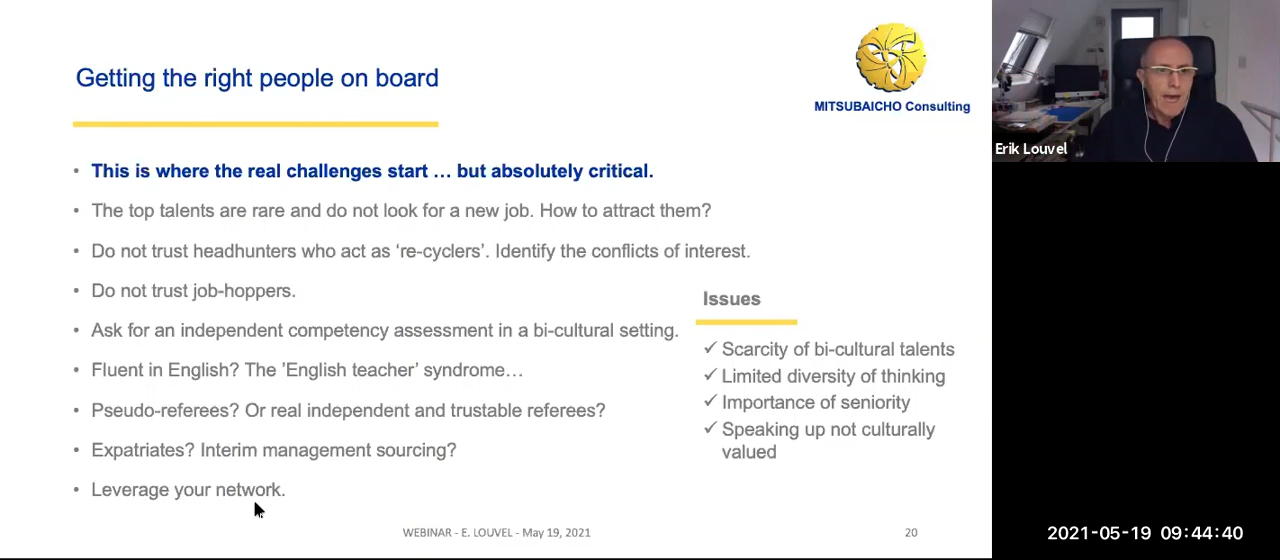 Getting the right people on board
MITSUBAICHO Consulting
Erik Louvel
• This is where the real challenges start … but absolutely critical.
• The top talents are rare and do not look for a new job. How to attract them?
• Do not trust headhunters who act as ‘re-cyclers’. Identify the conflicts of interest.
• Do not trust job-hoppers.
• Ask for an independent competency assessment in a bi-cultural setting.
• Fluent in English? The ’English teacher’ syndrome…
• Pseudo-referees? Or real independent and trustable referees?
• Expatriates? Interim management sourcing?
• Leverage your network.
Issues
✓ Scarcity of bi-cultural talents
✓ Limited diversity of thinking
✓ Importance of seniority
✓ Speaking up not culturally
valued
WEBINAR - E. LOUVEL - May 19, 2021
20
2021-05-19 09:44:40